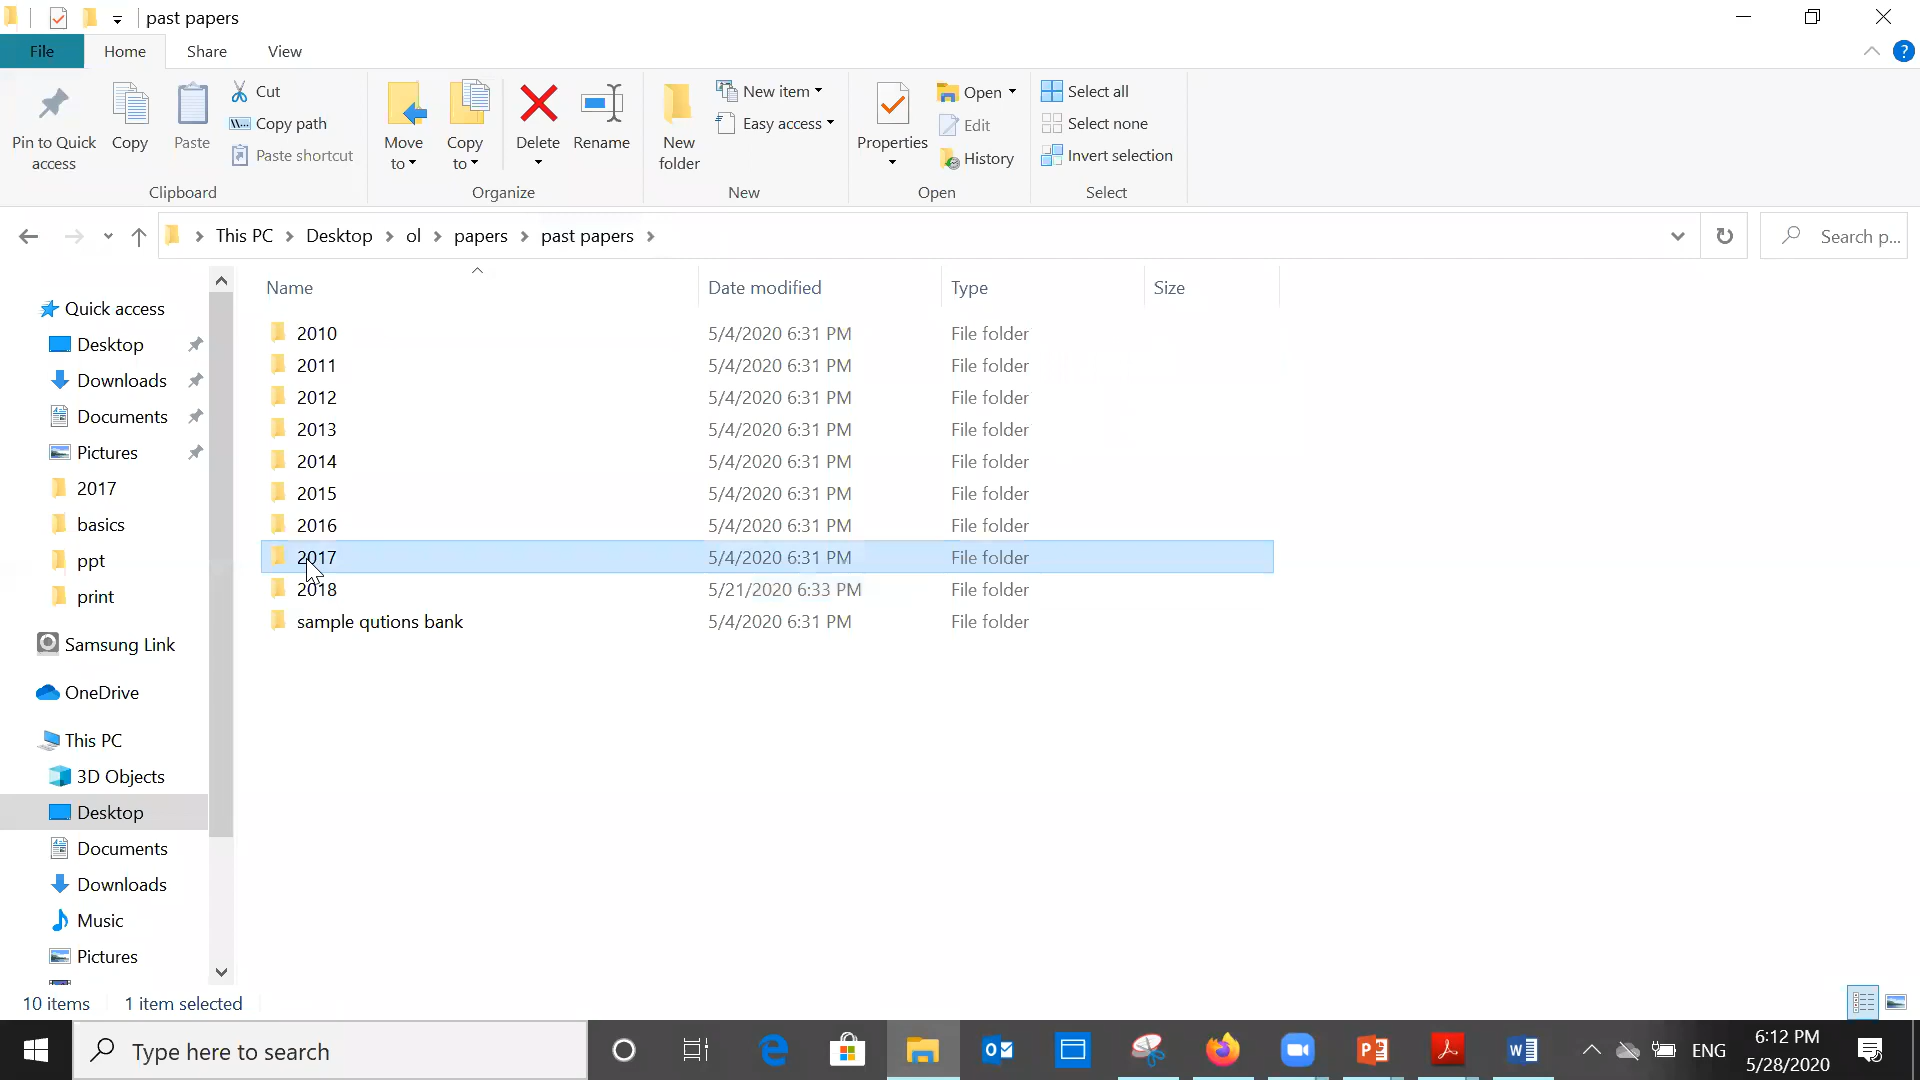 past papers
File Home Share View
Pin to Quick access
Copy
Paste
Cut
Copy path
Paste shortcut
Clipboard
Move to
Copy to
Delete
Rename
Organize
New folder
New item
Easy access
New
Properties
Open
Edit
History
Open
Select all
Select none
Invert selection
Select
This PC Desktop ol papers past papers
Search p...
Name Date modified Type Size
2010 5/4/2020 6:31 PM File folder
2011 5/4/2020 6:31 PM File folder
2012 5/4/2020 6:31 PM File folder
2013 5/4/2020 6:31 PM File folder
2014 5/4/2020 6:31 PM File folder
2015 5/4/2020 6:31 PM File folder
2016 5/4/2020 6:31 PM File folder
2017 5/4/2020 6:31 PM File folder
2018 5/21/2020 6:33 PM File folder
sample qutions bank 5/4/2020 6:31 PM File folder
Quick access
Desktop
Downloads
Documents
Pictures
2017
basics
ppt
print
Samsung Link
OneDrive
This PC
3D Objects
Desktop
Documents
Downloads
Music
Pictures
10 items 1 item selected
Type here to search
ENG
6:12 PM
5/28/2020